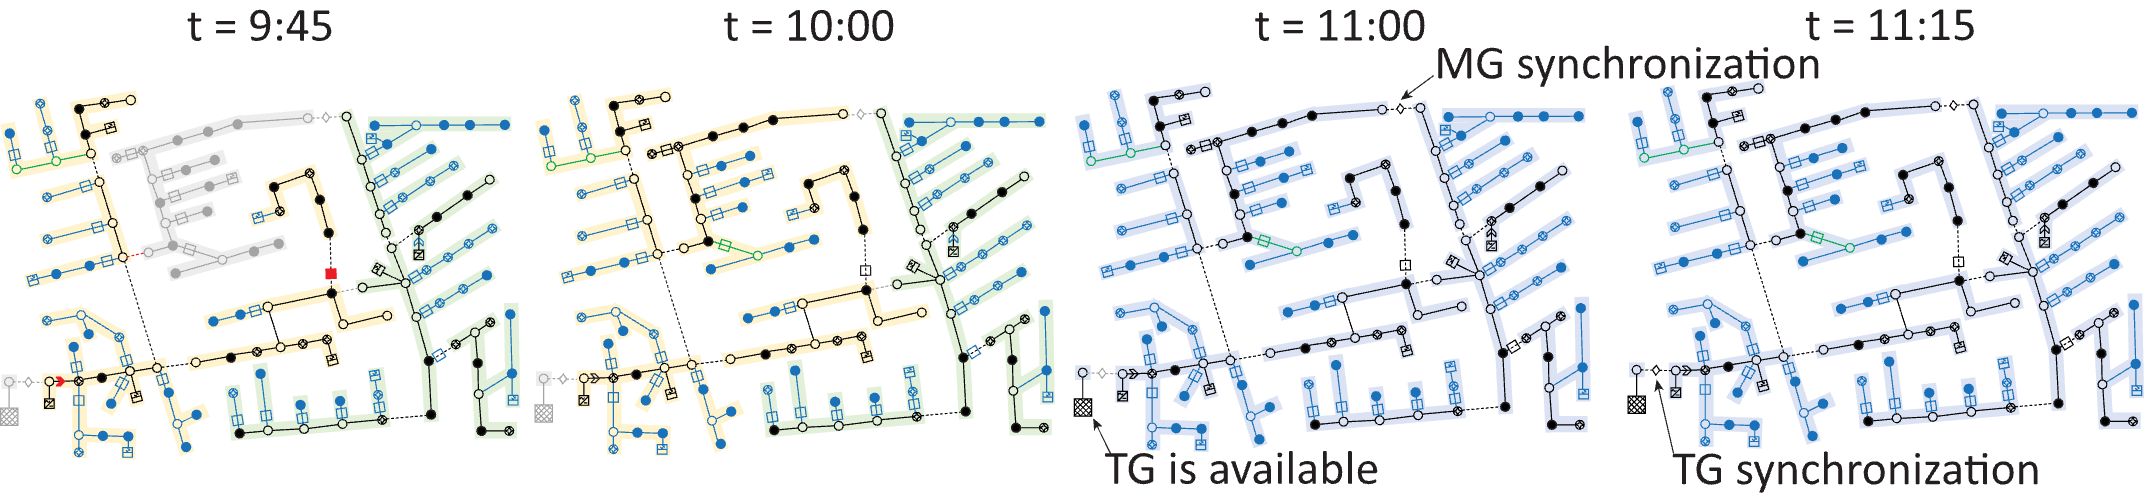 t = 9:45
t = 10:00
t = 11:00
t = 11:15
MG synchronization
TG is available
TG synchronization